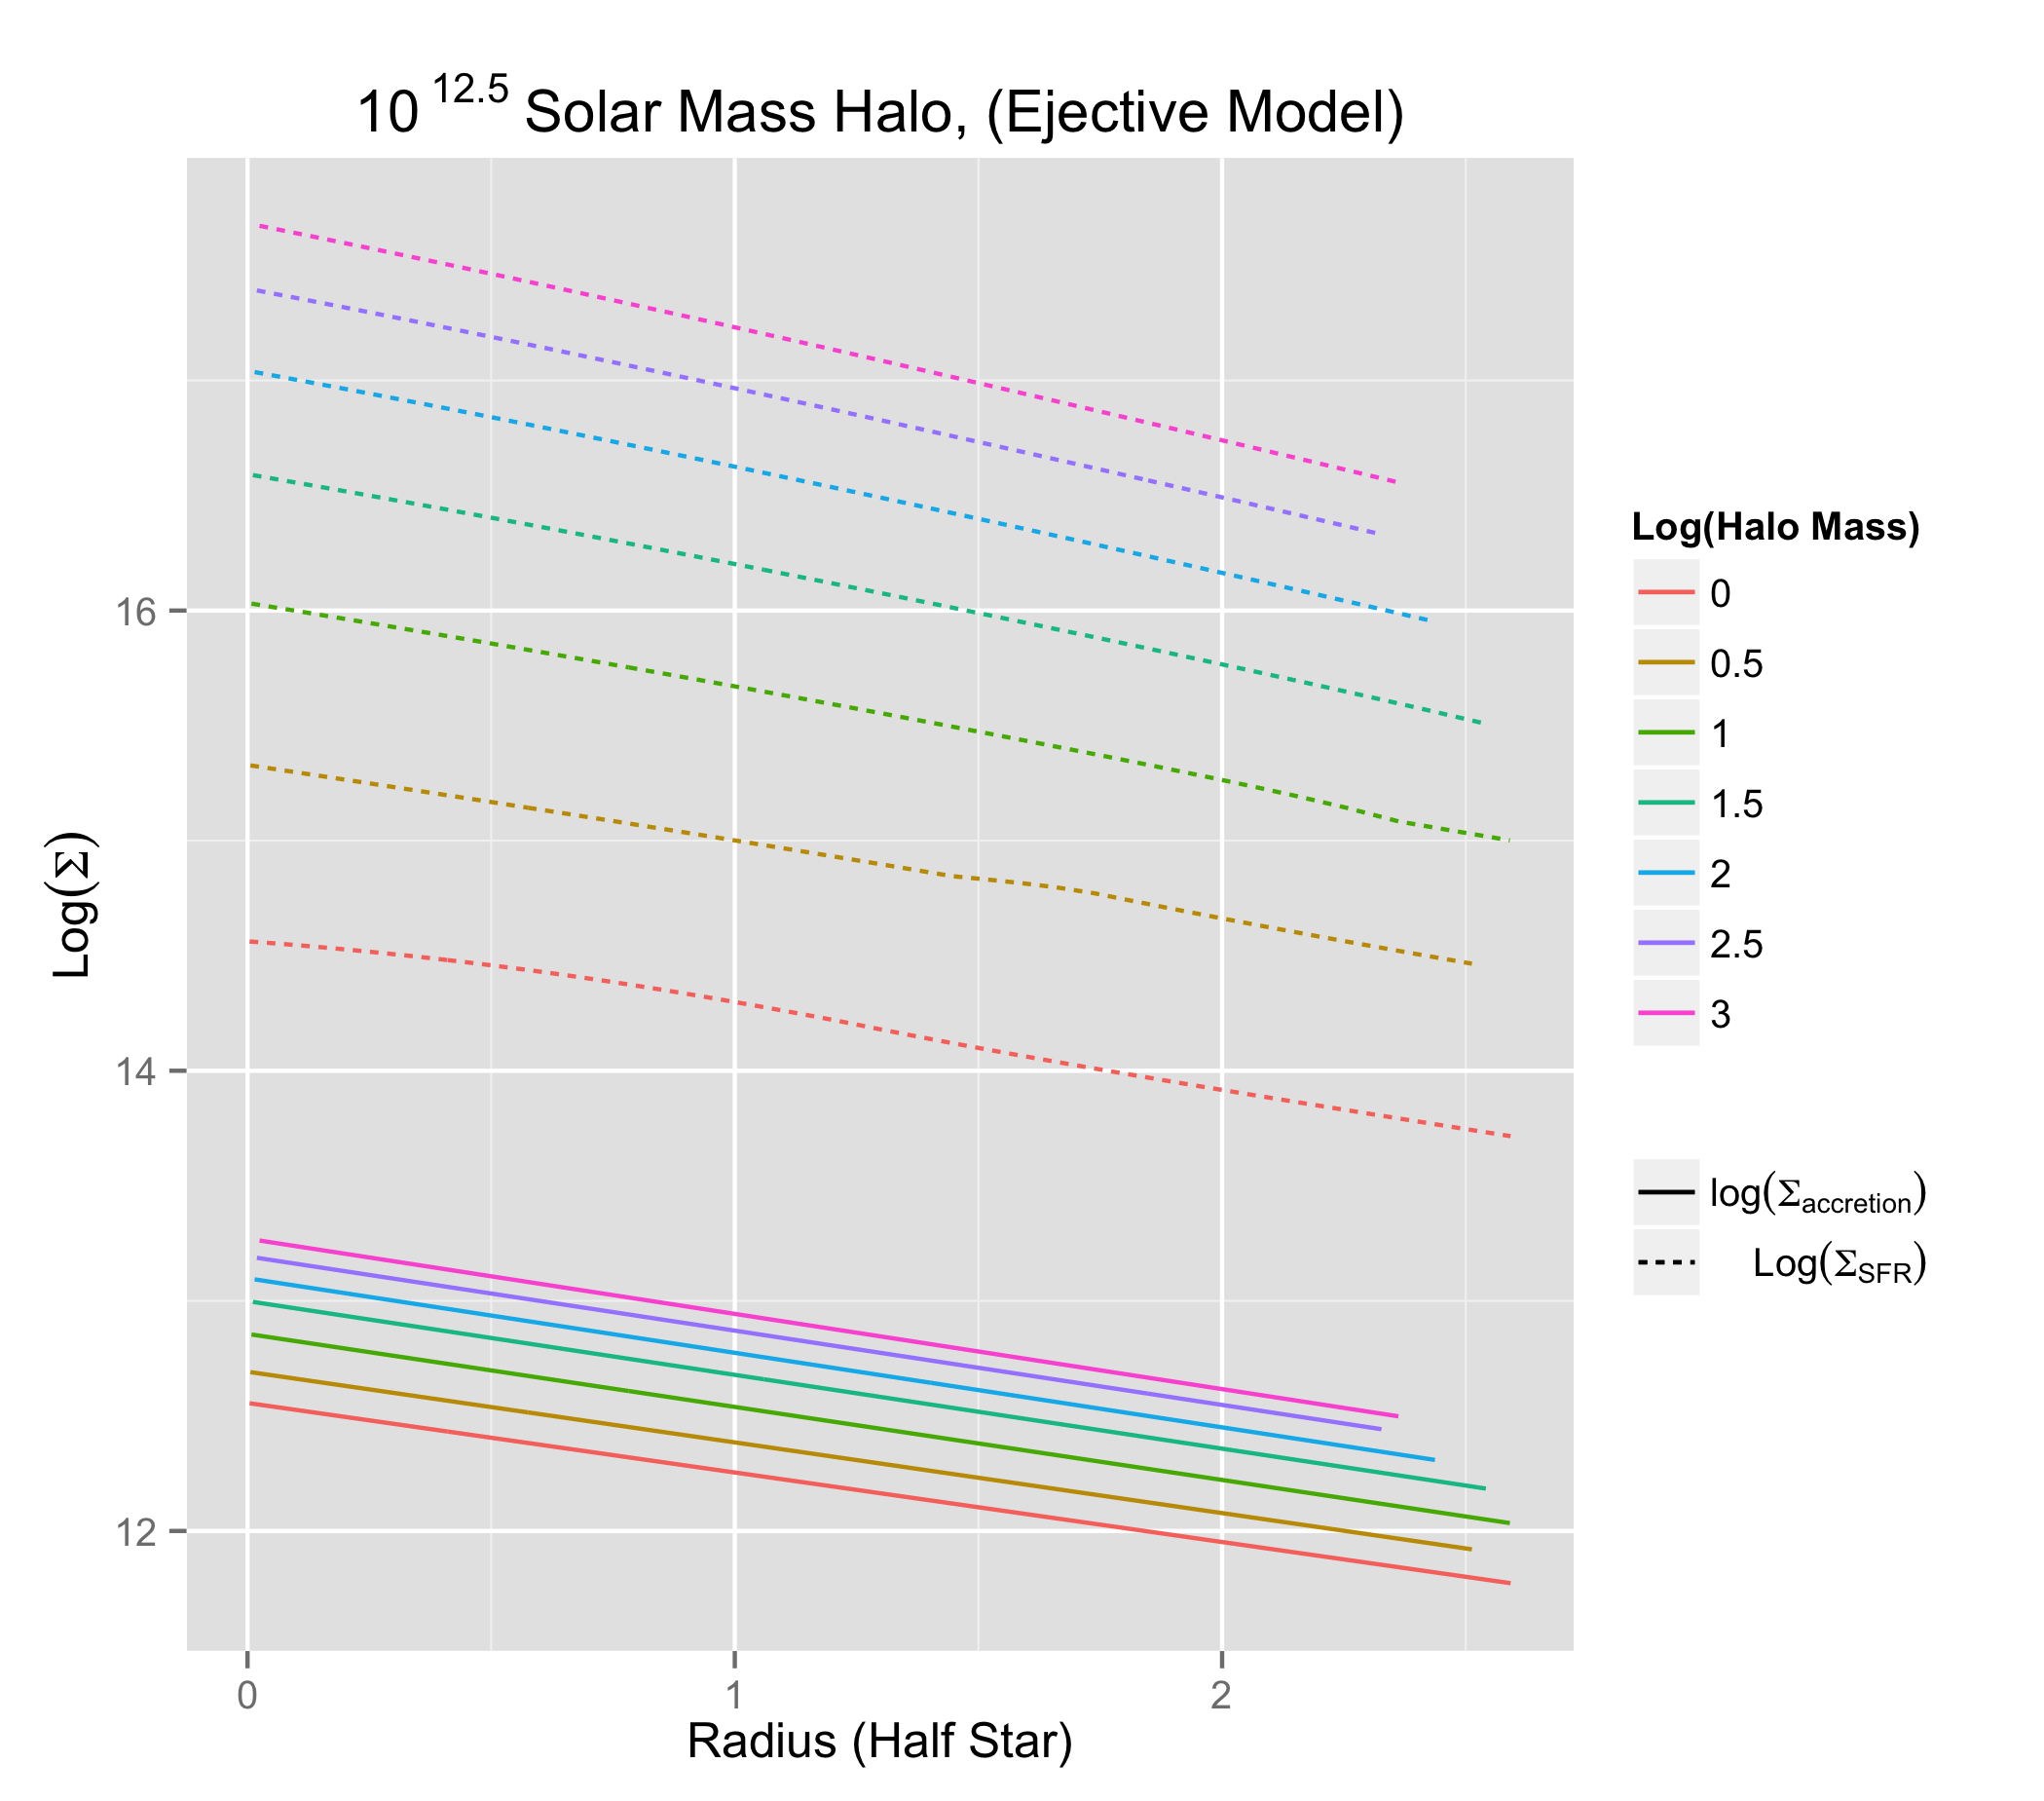 10 12.5 Solar Mass Halo, (Ejective Model)
Log(Σ)
16
14
12
0 1 2
Radius (Half Star)
Log(Halo Mass)
0
0.5
1
1.5
2
2.5
3
log(Σaccretion)
Log(ΣSFR)